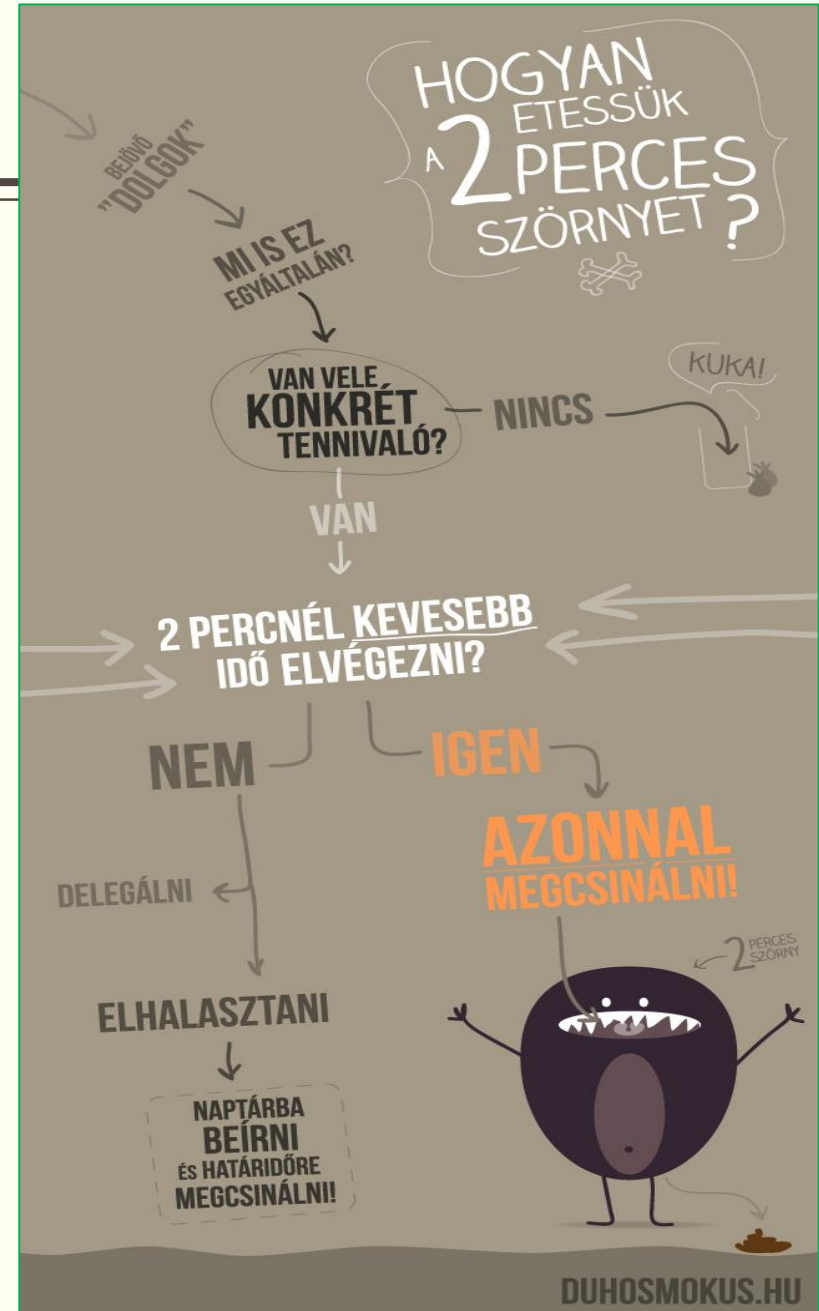 HOGYAN
ETESSÜK
A 2 PERCES
SZÖRNYET?
BEJÖVŐ
"DOLGOK"
MI IS EZ
EGYÁLTALÁN?
VAN VELE
KONKRÉT
TENNIVALÓ?
NINCS
KUKA!
VAN
2 PERCNÉL KEVESEBB
IDŐ ELVÉGEZNI?
NEM
IGEN
AZONNAL
MEGCSINÁLNI!
DELEGÁLNI
2 PERCES
SZÖRNY
ELHALASZTANI
NAPTÁRBA
BEÍRNI
ÉS HATÁRIDŐRE
MEGCSINÁLNI!
DUHOSMOKUS.HU